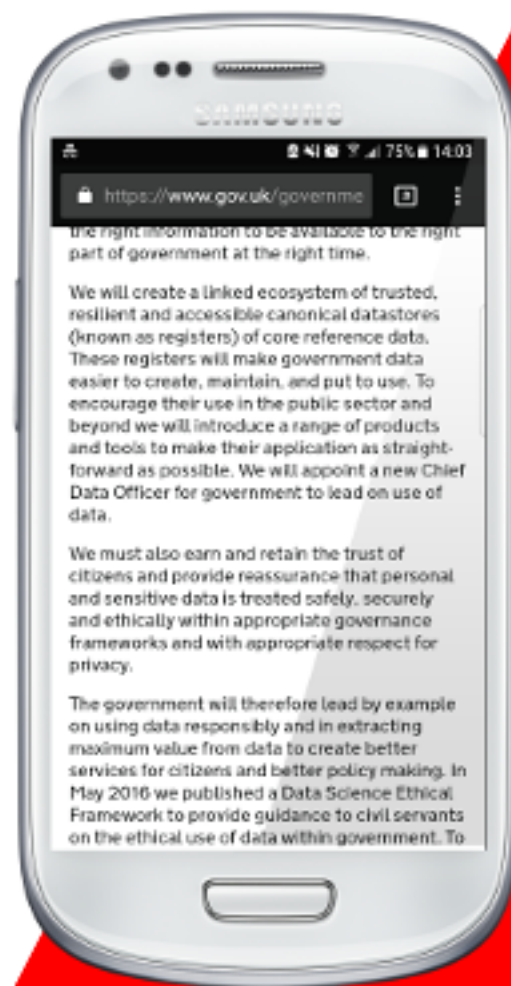 SAMSUNG
75% 14:03
https://www.gov.uk/governme
the right information to be available to the right
part of government at the right time.
We will create a linked ecosystem of trusted,
resilient and accessible canonical datastores
(known as registers) of core reference data.
These registers will make government data
easier to create, maintain, and put to use. To
encourage their use in the public sector and
beyond we will introduce a range of products
and tools to make their application as straight-
forward as possible. We will appoint a new Chief
Data Officer for government to lead on use of
data.
We must also earn and retain the trust of
citizens and provide reassurance that personal
and sensitive data is treated safely, securely
and ethically within appropriate governance
frameworks and with appropriate respect for
privacy.
The government will therefore lead by example
on using data responsibly and in extracting
maximum value from data to create better
services for citizens and better policy making. In
May 2016 we published a Data Science Ethical
Framework to provide guidance to civil servants
on the ethical use of data within government. To